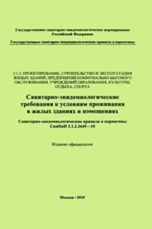 Государственное санитарно-эпидемиологическое нормирование
Российской Федерации
Государственные санитарно-эпидемиологические правила и нормативы
2.1.2. ПРОЕКТИРОВАНИЕ, СТРОИТЕЛЬСТВО И ЭКСПЛУАТАЦИЯ
ЖИЛЫХ ЗДАНИЙ, ПРЕДПРИЯТИЙ КОММУНАЛЬНО-БЫТОВОГО
ОБСЛУЖИВАНИЯ, УЧРЕЖДЕНИЙ ОБРАЗОВАНИЯ, КУЛЬТУРЫ,
ОТДЫХА, СПОРТА
Санитарно-эпидемиологические
требования к условиям проживания
в жилых зданиях и помещениях
Санитарно-эпидемиологические правила и нормативы
СанПиН 2.1.2.2645—10
Издание официальное
Москва • 2010